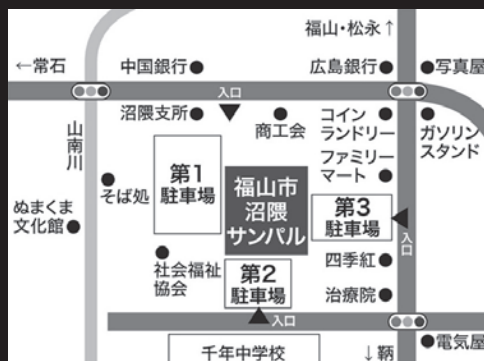 福山・松永↑
←常石
中国銀行
広島銀行
写真屋
入口
沼隈支所
商工会
コイン
ランドリー
ガソリン
スタンド
山南川
第1
駐車場
福山市
沼隈
サンパル
ファミリー
マート
そば処
第3
駐車場
入口
ぬまくま
文化館
社会福祉
協会
第2
駐車場
四季紅
治療院
入口
電気屋
千年中学校
↓鞆